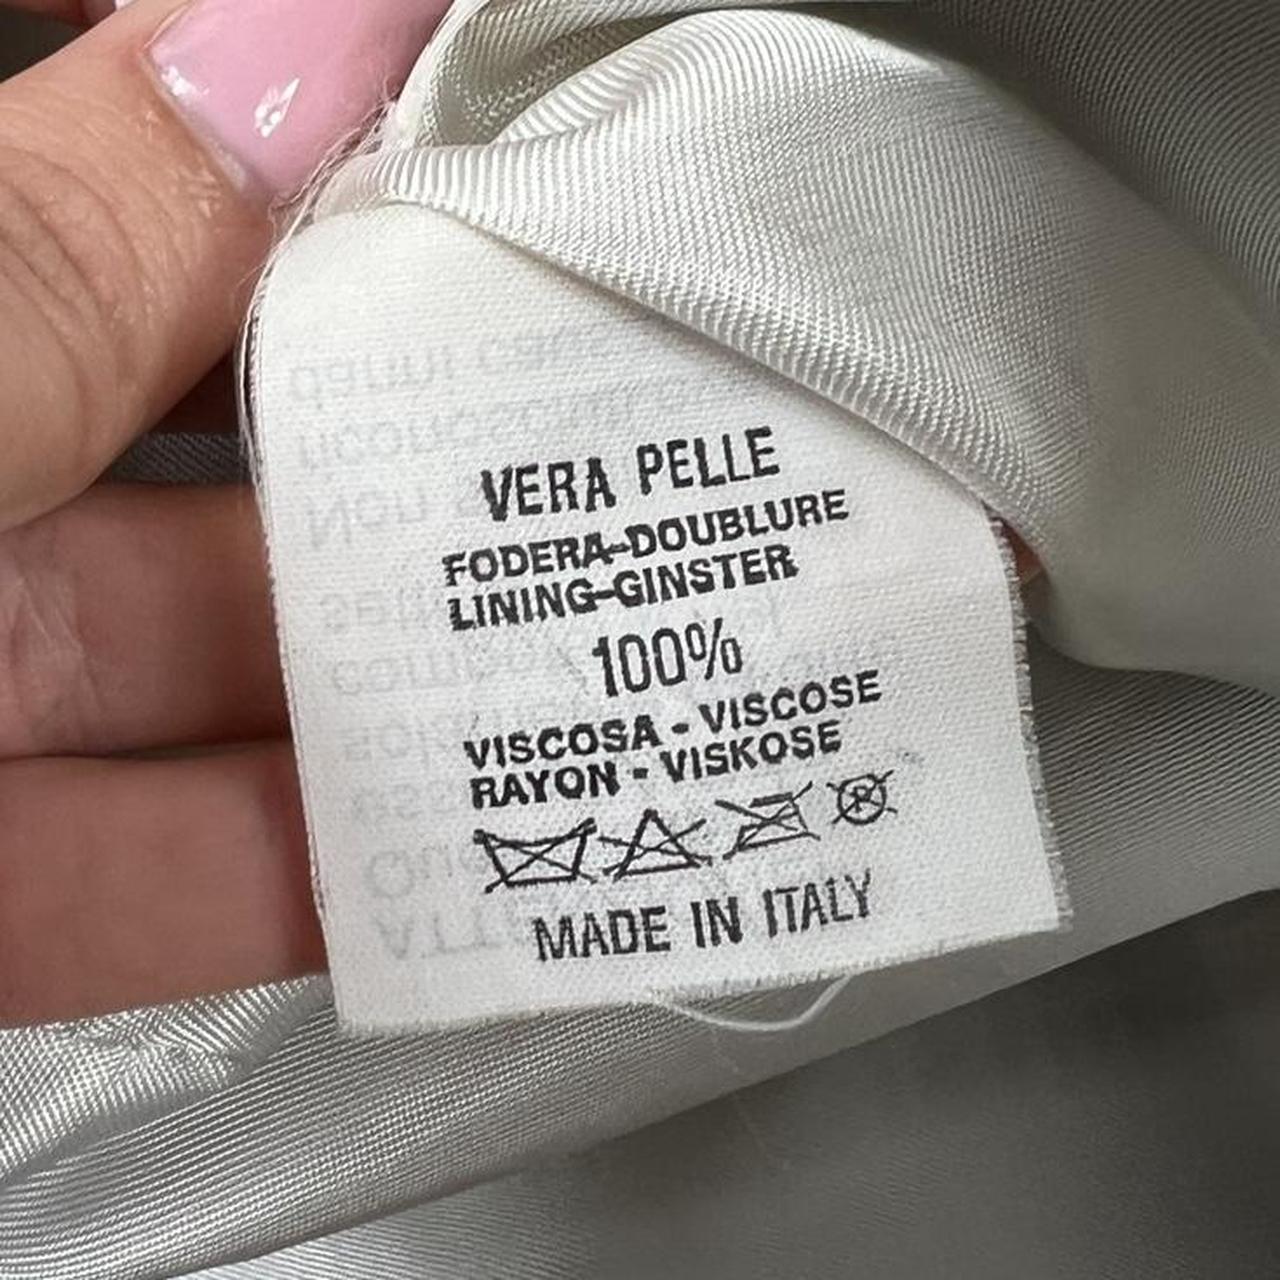 VERA PELLE
FODERA-DOUBLURE
LINING-GINSTER
100%
VISCOSA - VISCOSE
RAYON - VISKOSE
MADE IN ITALY